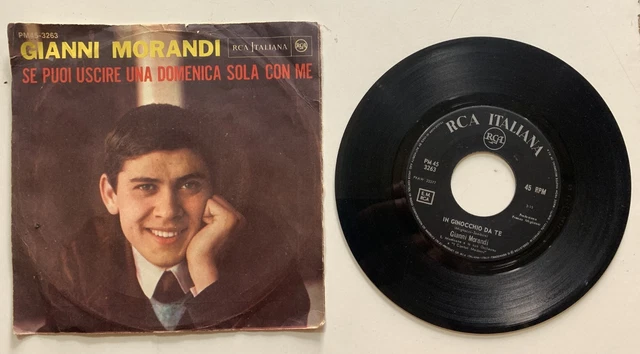 PM45-3263
GIANNI MORANDI
RCA ITALIANA
SE PUOI USCIRE UNA DOMENICA SOLA CON ME
RCA ITALIANA
RCA
PM 45
3263
45 RPM
IN GINOCCHIO DA TE
Gianni Morandi